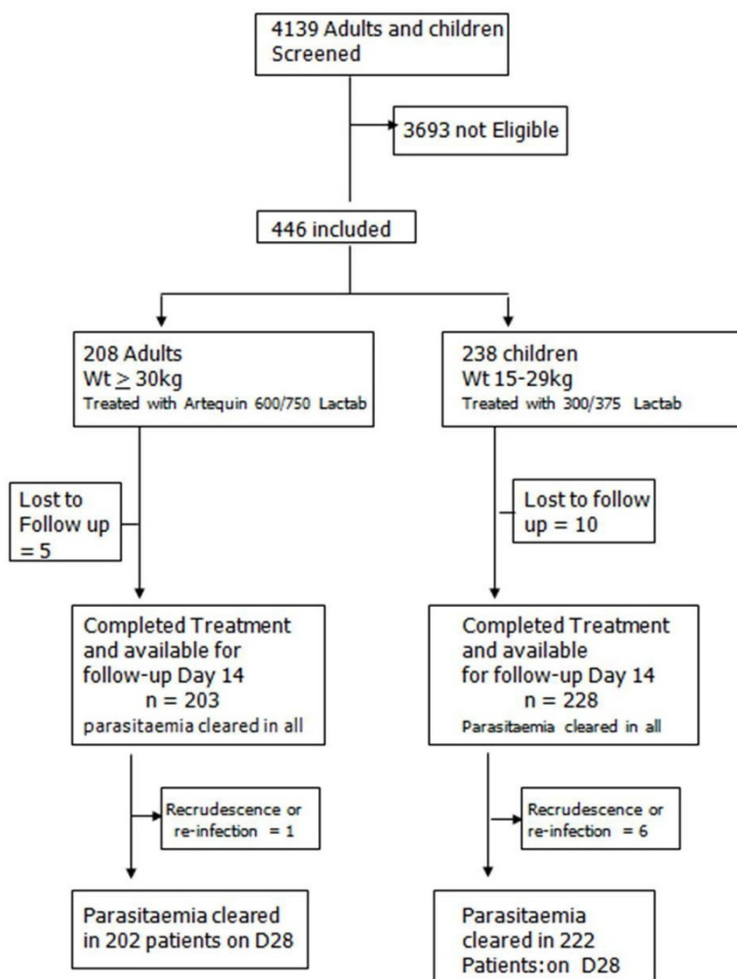 4139 Adults and children
Screened
3693 not Eligible
446 included
208 Adults
Wt ≥ 30kg
Treated with Artequin 600/750 Lactab
238 children
Wt 15-29kg
Treated with 300/375 Lactab
Lost to
Follow up
= 5
Lost to follow
up = 10
Completed Treatment
and available for
follow-up Day 14
n = 203
parasitaemia cleared in all
Completed Treatment
and available
for follow-up Day 14
n = 228
Parasitaemia cleared in all
Recrudescence or
re-infection = 1
Recrudescence or
re-infection = 6
Parasitaemia cleared
in 202 patients on D28
Parasitaemia
cleared in 222
Patients:on D28